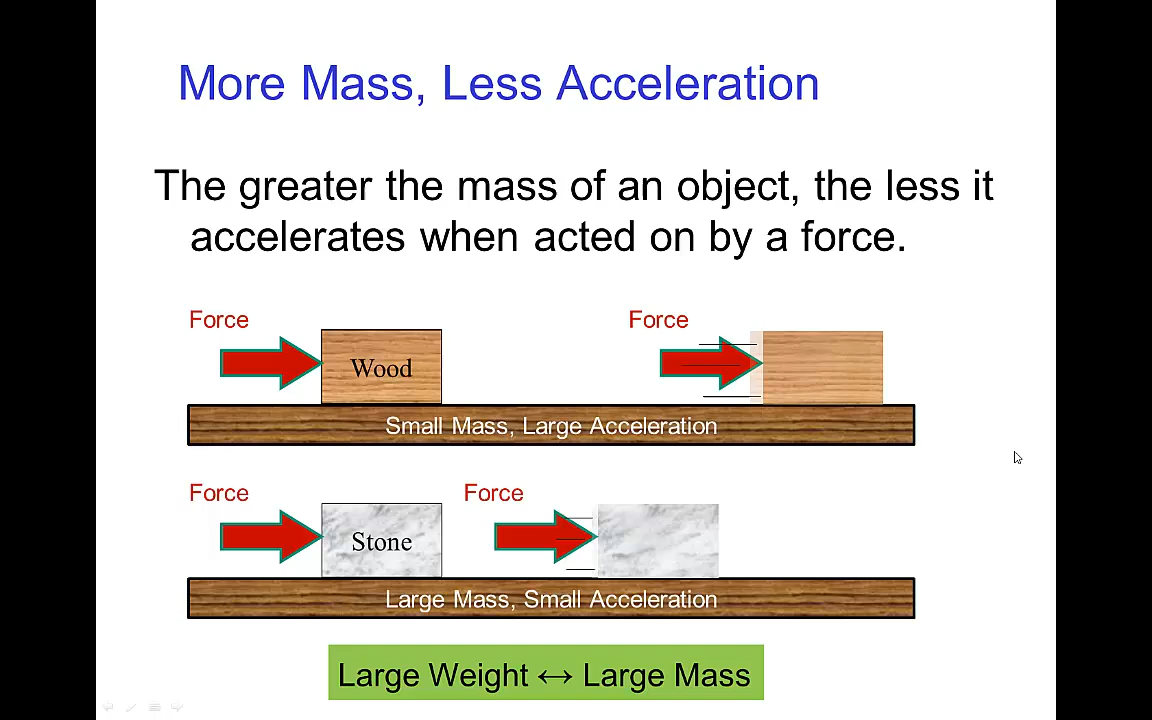 More Mass, Less Acceleration
The greater the mass of an object, the less it
accelerates when acted on by a force.
Force
Force
Wood
Small Mass, Large Acceleration
Force
Force
Stone
Large Mass, Small Acceleration
Large Weight ↔ Large Mass